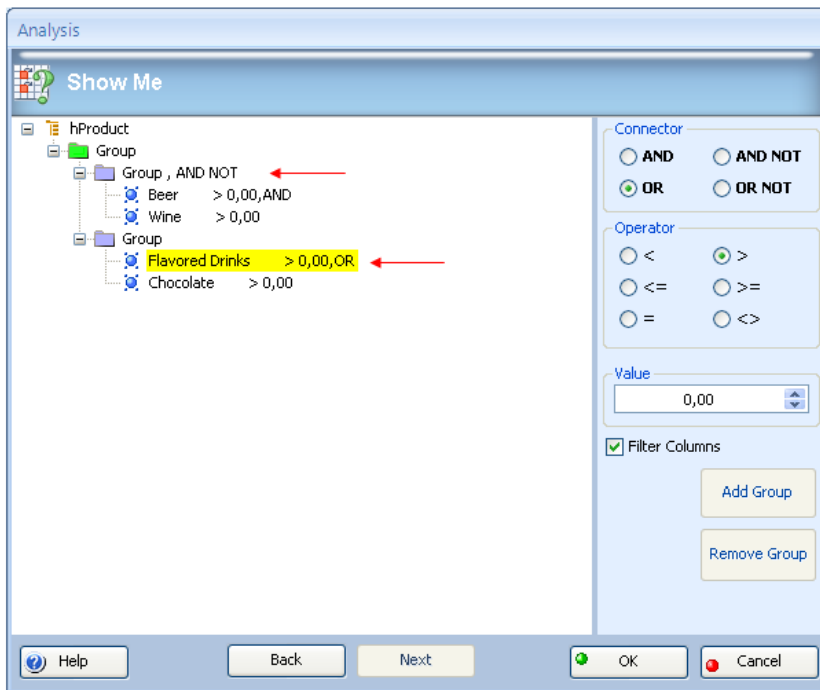 Analysis
Show Me
hProduct
Group
Group , AND NOT
Beer > 0,00,AND
Wine > 0,00
Group
Flavored Drinks > 0,00,OR
Chocolate > 0,00
Connector
AND AND NOT
OR OR NOT
Operator
< >
<= >=
= <>
Value
0,00
Filter Columns
Add Group
Remove Group
Help Back Next OK Cancel